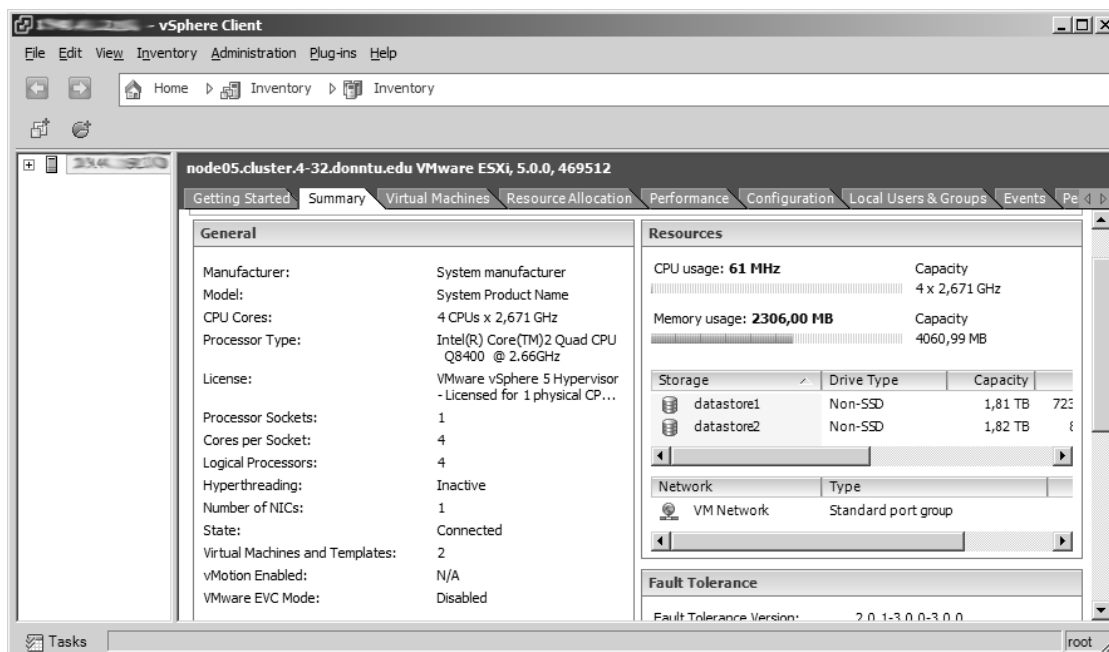 - vSphere Client
File Edit View Inventory Administration Plug-ins Help
Home Inventory Inventory
node05.cluster.4-32.donntu.edu VMware ESXi, 5.0.0, 469512
Getting Started Summary Virtual Machines Resource Allocation Performance Configuration Local Users & Groups Events Pe
General
Manufacturer: System manufacturer
Model: System Product Name
CPU Cores: 4 CPUs x 2,671 GHz
Processor Type: Intel(R) Core(TM)2 Quad CPU
Q8400 @ 2.66GHz
License: VMware vSphere 5 Hypervisor
- Licensed for 1 physical CP...
Processor Sockets: 1
Cores per Socket: 4
Logical Processors: 4
Hyperthreading: Inactive
Number of NICs: 1
State: Connected
Virtual Machines and Templates: 2
vMotion Enabled: N/A
VMware EVC Mode: Disabled
Resources
CPU usage: 61 MHz Capacity
4 x 2,671 GHz
Memory usage: 2306,00 MB Capacity
4060,99 MB
Storage Drive Type Capacity
datastore1 Non-SSD 1,81 TB 723
datastore2 Non-SSD 1,82 TB
Network Type
VM Network Standard port group
Fault Tolerance
Fault Tolerance Version: 2.0.1-3.0.0-3.0.0
Tasks root